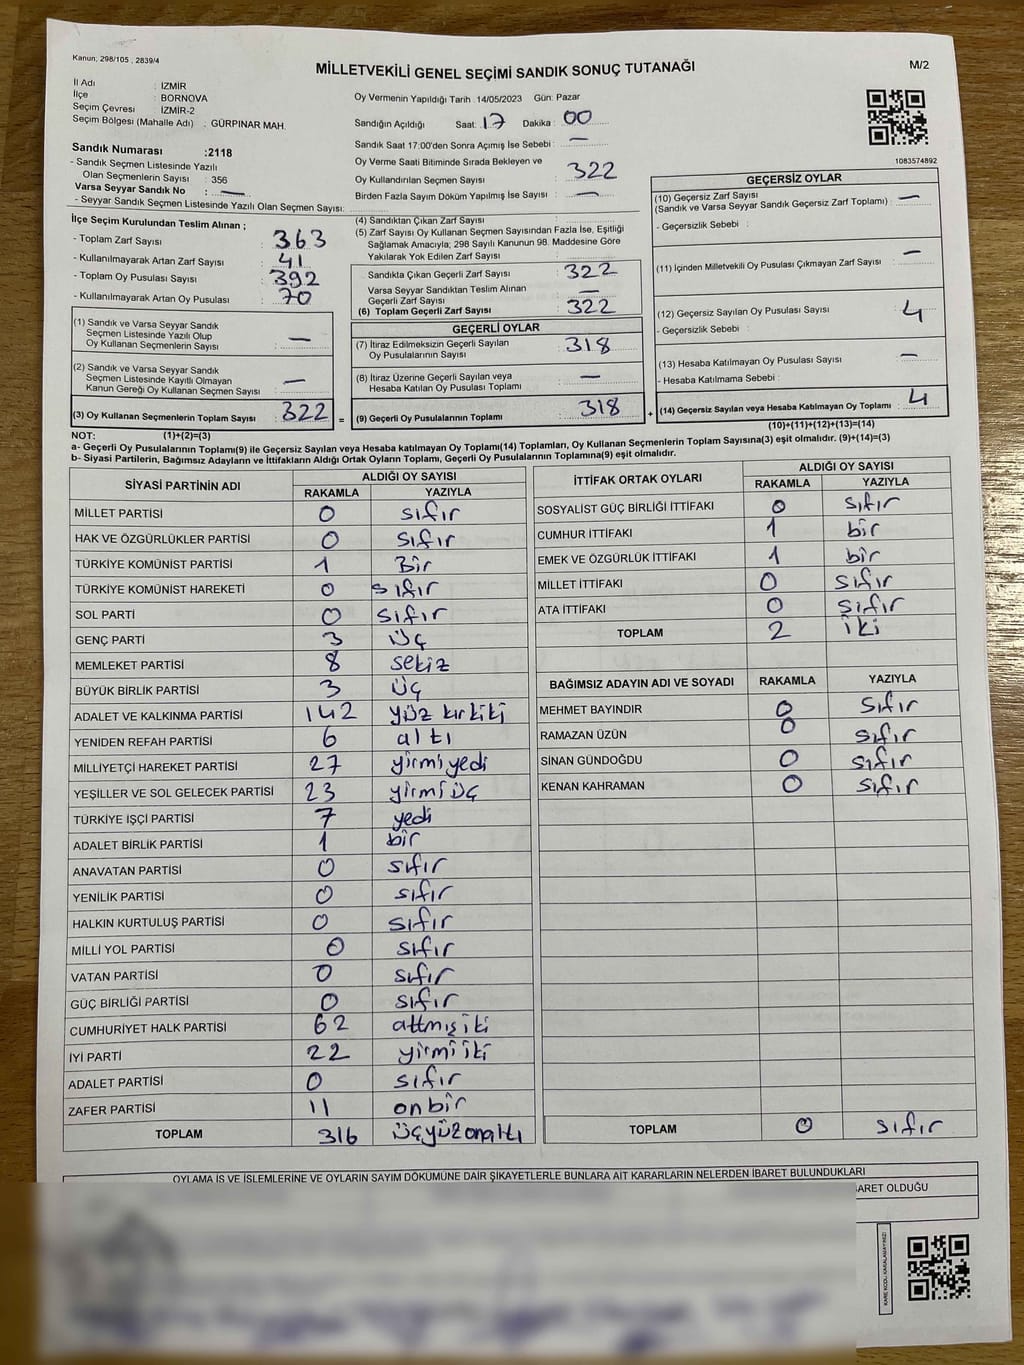 Kanun; 298/105 , 2839/4
MİLLETVEKİLİ GENEL SEÇİMİ SANDIK SONUÇ TUTANAĞI
M/2
İl Adı : İZMİR
İlçe : BORNOVA
Seçim Çevresi : İZMİR-2
Seçim Bölgesi (Mahalle Adı) : GÜRPINAR MAH.
Oy Vermenin Yapıldığı Tarih : 14/05/2023 Gün: Pazar
Sandığın Açıldığı Saat: 17 Dakika : 00
Sandık Saat 17:00'den Sonra Açımış İse Sebebi : —
Oy Verme Saati Bitiminde Sırada Bekleyen ve
Oy Kullandırılan Seçmen Sayısı : 322
Birden Fazla Sayım Döküm Yapılmış İse Sayısı : —
1083574892
Sandık Numarası :2118
- Sandık Seçmen Listesinde Yazılı
Olan Seçmenlerin Sayısı : 356
Varsa Seyyar Sandık No : —
- Seyyar Sandık Seçmen Listesinde Yazılı Olan Seçmen Sayısı:
İlçe Seçim Kurulundan Teslim Alınan ;
- Toplam Zarf Sayısı : 363
- Kullanılmayarak Artan Zarf Sayısı : 41
- Toplam Oy Pusulası Sayısı : 392
- Kullanılmayarak Artan Oy Pusulası : 70
(1) Sandık ve Varsa Seyyar Sandık
Seçmen Listesinde Yazılı Olup
Oy Kullanan Seçmenlerin Sayısı : —
(2) Sandık ve Varsa Seyyar Sandık
Seçmen Listesinde Kayıtlı Olmayan
Kanun Gereği Oy Kullanan Seçmen Sayısı : —
(3) Oy Kullanan Seçmenlerin Toplam Sayısı : 322 =
(4) Sandıktan Çıkan Zarf Sayısı :
(5) Zarf Sayısı Oy Kullanan Seçmen Sayısından Fazla İse, Eşitliği
Sağlamak Amacıyla; 298 Sayılı Kanunun 98. Maddesine Göre
Yakılarak Yok Edilen Zarf Sayısı :
Sandıkta Çıkan Geçerli Zarf Sayısı : 322
Varsa Seyyar Sandıktan Teslim Alınan
Geçerli Zarf Sayısı : —
(6) Toplam Geçerli Zarf Sayısı : 322
GEÇERLİ OYLAR
(7) İtiraz Edilmeksizin Geçerli Sayılan
Oy Pusulalarının Sayısı : 318
(8) İtiraz Üzerine Geçerli Sayılan veya
Hesaba Katılan Oy Pusulası Toplamı : —
(9) Geçerli Oy Pusulalarının Toplamı : 318 +
GEÇERSİZ OYLAR
(10) Geçersiz Zarf Sayısı
(Sandık ve Varsa Seyyar Sandık Geçersiz Zarf Toplamı) : —
- Geçersizlik Sebebi :
(11) İçinden Milletvekili Oy Pusulası Çıkmayan Zarf Sayısı : —
(12) Geçersiz Sayılan Oy Pusulası Sayısı : 4
- Geçersizlik Sebebi :
(13) Hesaba Katılmayan Oy Pusulası Sayısı : —
- Hesaba Katılmama Sebebi :
(14) Geçersiz Sayılan veya Hesaba Katılmayan Oy Toplamı : 4
(10)+(11)+(12)+(13)=(14)
NOT: (1)+(2)=(3)
a- Geçerli Oy Pusulalarının Toplamı(9) ile Geçersiz Sayılan veya Hesaba katılmayan Oy Toplamı(14) Toplamları, Oy Kullanan Seçmenlerin Toplam Sayısına(3) eşit olmalıdır. (9)+(14)=(3)
b- Siyasi Partilerin, Bağımsız Adayların ve İttifakların Aldığı Ortak Oyların Toplamı, Geçerli Oy Pusulalarının Toplamına(9) eşit olmalıdır.
SİYASİ PARTİNİN ADI ALDIĞI OY SAYISI
RAKAMLA YAZIYLA
MİLLET PARTİSİ 0 sıfır
HAK VE ÖZGÜRLÜKLER PARTİSİ 0 sıfır
TÜRKİYE KOMÜNİST PARTİSİ 1 Bir
TÜRKİYE KOMÜNİST HAREKETİ 0 sıfır
SOL PARTİ 0 sıfır
GENÇ PARTİ 3 üç
MEMLEKET PARTİSİ 8 sekiz
BÜYÜK BİRLİK PARTİSİ 3 üç
ADALET VE KALKINMA PARTİSİ 142 yüz kırk iki
YENİDEN REFAH PARTİSİ 6 altı
MİLLİYETÇİ HAREKET PARTİSİ 27 yirmi yedi
YEŞİLLER VE SOL GELECEK PARTİSİ 23 yirmi üç
TÜRKİYE İŞÇİ PARTİSİ 7 yedi
ADALET BİRLİK PARTİSİ 1 bir
ANAVATAN PARTİSİ 0 sıfır
YENİLİK PARTİSİ 0 sıfır
HALKIN KURTULUŞ PARTİSİ 0 sıfır
MİLLİ YOL PARTİSİ 0 sıfır
VATAN PARTİSİ 0 sıfır
GÜÇ BİRLİĞİ PARTİSİ 0 sıfır
CUMHURİYET HALK PARTİSİ 62 altmış iki
İYİ PARTİ 22 yirmi iki
ADALET PARTİSİ 0 sıfır
ZAFER PARTİSİ 11 onbir
TOPLAM 316 üçyüz onaltı
İTTİFAK ORTAK OYLARI ALDIĞI OY SAYISI
RAKAMLA YAZIYLA
SOSYALİST GÜÇ BİRLİĞİ İTTİFAKI 0 sıfır
CUMHUR İTTİFAKI 1 bir
EMEK VE ÖZGÜRLÜK İTTİFAKI 1 bir
MİLLET İTTİFAKI 0 sıfır
ATA İTTİFAKI 0 sıfır
TOPLAM 2 iki
BAĞIMSIZ ADAYIN ADI VE SOYADI RAKAMLA YAZIYLA
MEHMET BAYINDIR 0 sıfır
RAMAZAN ÜZÜN 0 sıfır
SİNAN GÜNDOĞDU 0 sıfır
KENAN KAHRAMAN 0 sıfır
TOPLAM 0 sıfır
OYLAMA İŞ VE İŞLEMLERİNE VE OYLARIN SAYIM DÖKÜMÜNE DAİR ŞİKAYETLERLE BUNLARA AİT KARARLARIN NELERDEN İBARET BULUNDUKLARI
BARET OLDUĞU
KARE KODU KARALAMAYINIZ!